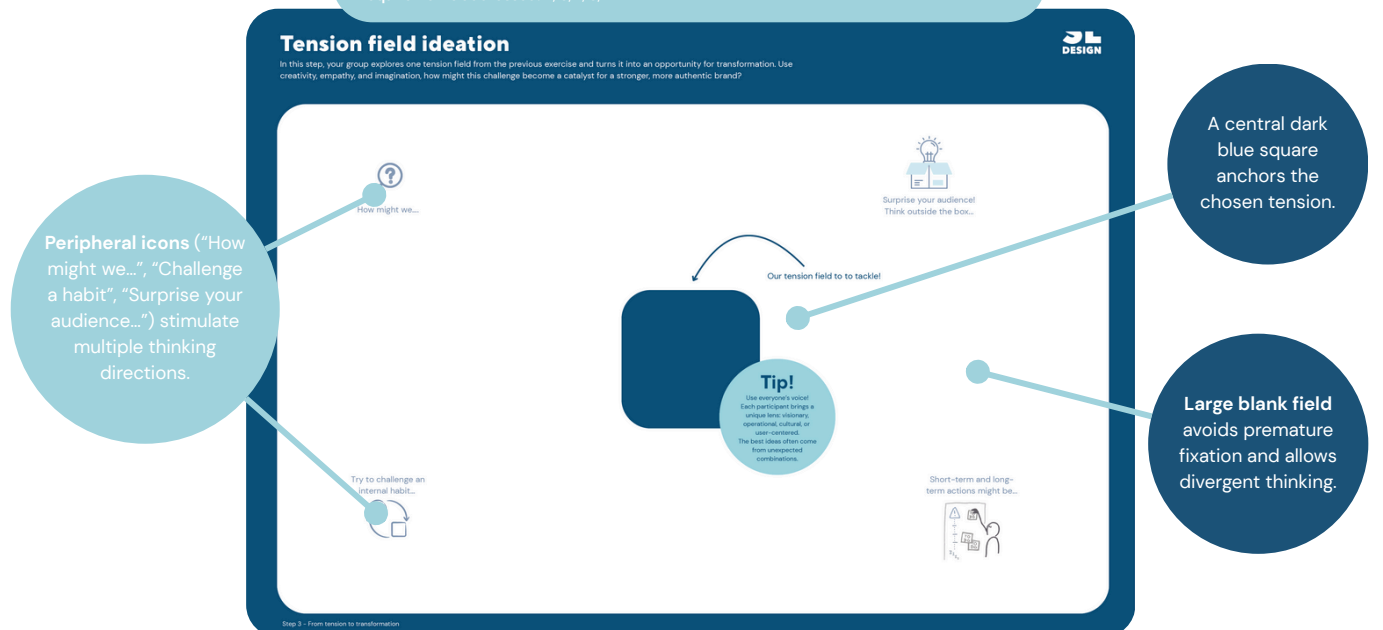 Tension field ideation
In this step, your group explores one tension field from the previous exercise and turns it into an opportunity for transformation. Use
creativity, empathy, and imagination, how might this challenge become a catalyst for a stronger, more authentic brand?
DESIGN
How might we...
Surprise your audience!
Think outside the box...
A central dark
blue square
anchors the
chosen tension.
Peripheral icons (“How
might we...”, “Challenge
a habit”, “Surprise your
audience...”) stimulate
multiple thinking
directions.
Our tension field to to tackle!
Tip!
Use everyone's voice!
Each participant brings a
unique lens: visionary,
operational, cultural, or
user-centered.
The best ideas often come
from unexpected
combinations.
Large blank field
avoids premature
fixation and allows
divergent thinking.
Try to challenge an
internal habit...
Short-term and long-
term actions might be...
Step 3 - From tension to transformation